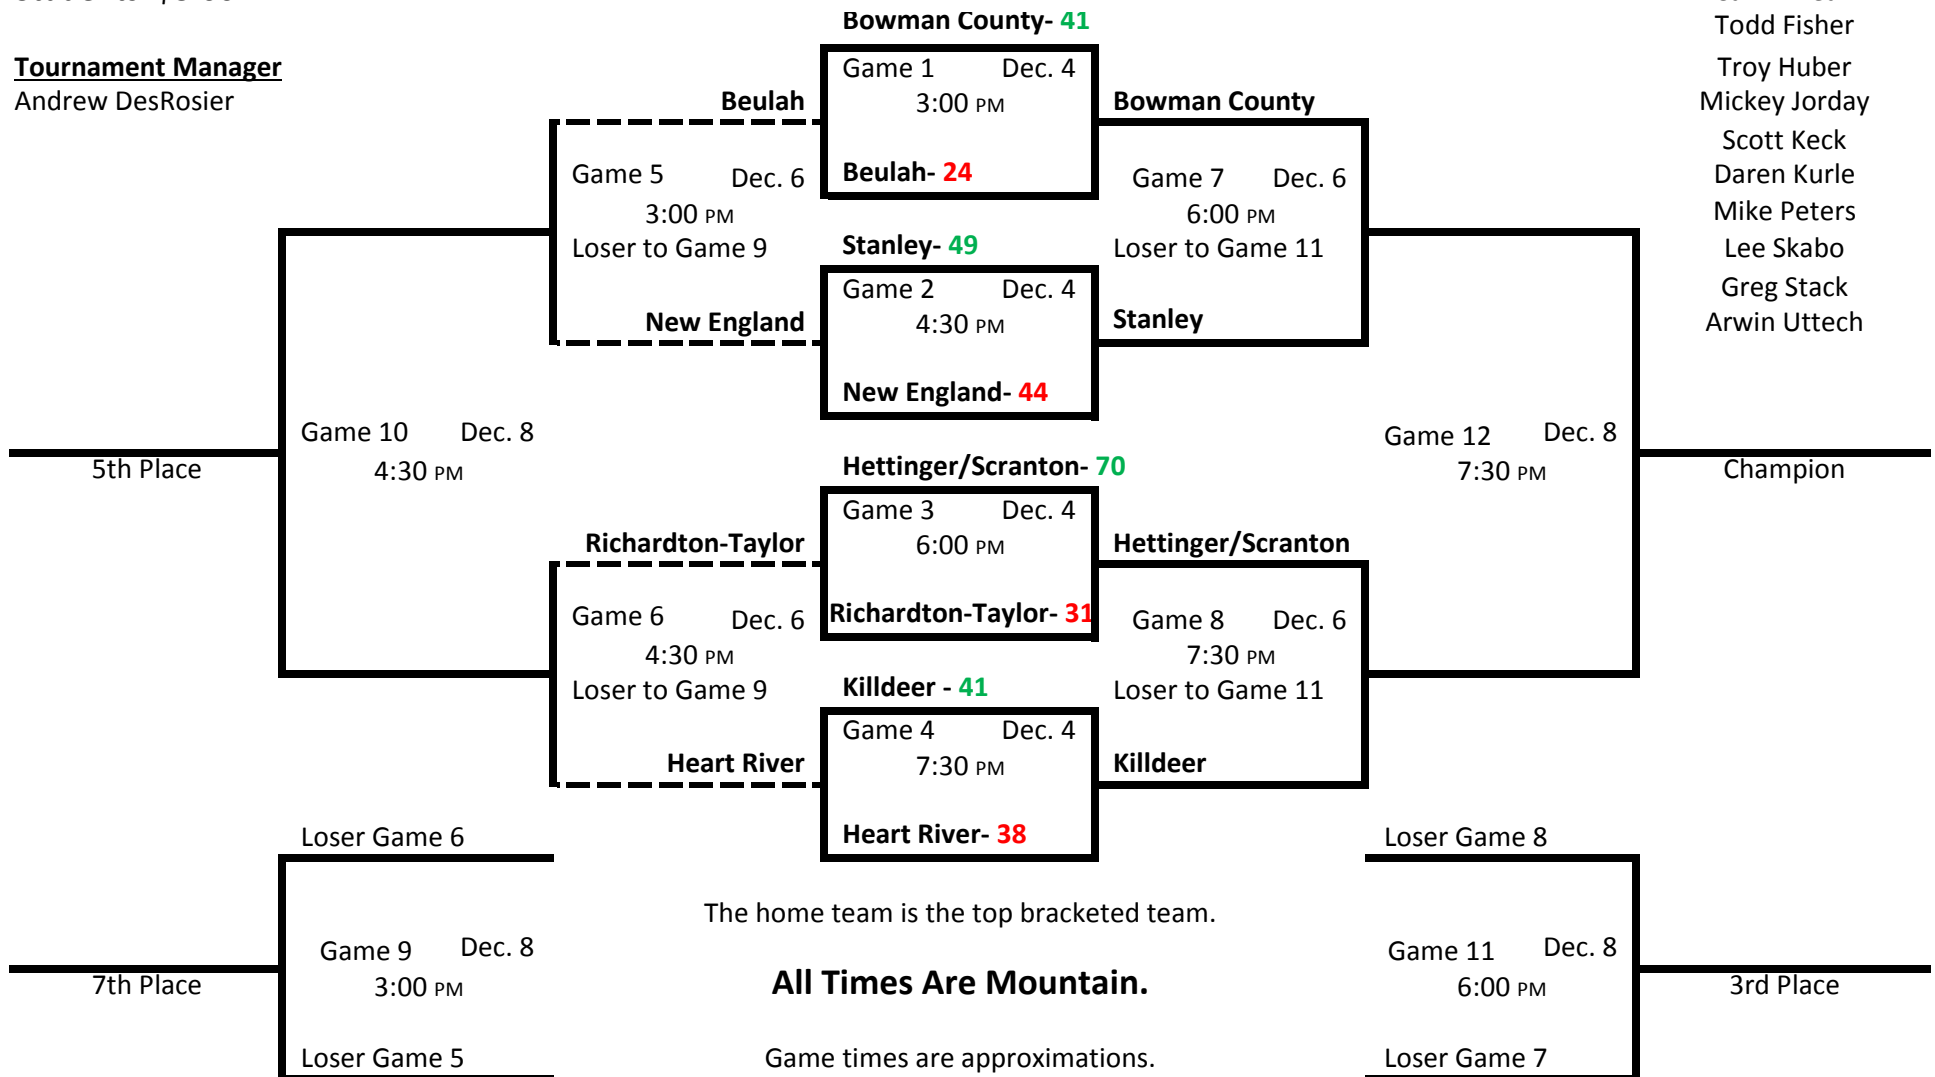 Bowman County- 41
Todd Fisher
Tournament Manager
Game 1 Dec. 4
Troy Huber
Andrew DesRosier
Beulah
3:00 PM
Bowman County
Mickey Jorday
Scott Keck
Game 5 Dec. 6
Beulah- 24
Game 7 Dec. 6
Daren Kurle
3:00 PM
6:00 PM
Mike Peters
Loser to Game 9
Stanley- 49
Loser to Game 11
Lee Skabo
Game 2 Dec. 4
Greg Stack
New England
4:30 PM
Stanley
Arwin Uttech
New England- 44
Game 10 Dec. 8
Game 12 Dec. 8
5th Place
4:30 PM
Hettinger/Scranton- 70
7:30 PM
Champion
Game 3 Dec. 4
Richardton-Taylor
6:00 PM
Hettinger/Scranton
Game 6 Dec. 6
Richardton-Taylor- 31
Game 8 Dec. 6
4:30 PM
7:30 PM
Loser to Game 9
Killdeer - 41
Loser to Game 11
Game 4 Dec. 4
Heart River
7:30 PM
Killdeer
Loser Game 6
Heart River- 38
Loser Game 8
The home team is the top bracketed team.
Game 9 Dec. 8
Game 11 Dec. 8
7th Place
3:00 PM
All Times Are Mountain.
6:00 PM
3rd Place
Loser Game 5
Game times are approximations.
Loser Game 7